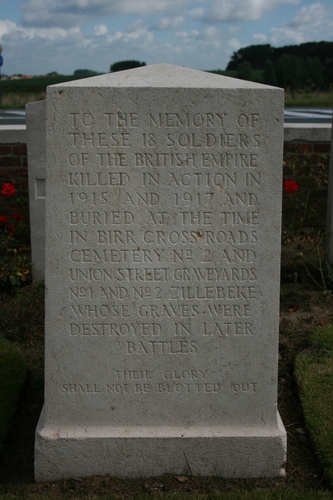 TO THE MEMORY OF
THESE 18 SOLDIERS
OF THE BRITISH EMPIRE
KILLED IN ACTION IN
1915 AND 1917 AND
BURIED AT THE TIME
IN BIRR CROSS ROADS
CEMETERY Nº 2 AND
UNION STREET GRAVEYARDS
Nº1 AND Nº2 ZILLEBEKE
WHOSE GRAVES WERE
DESTROYED IN LATER
BATTLES
THEIR GLORY
SHALL NOT BE BLOTTED OUT